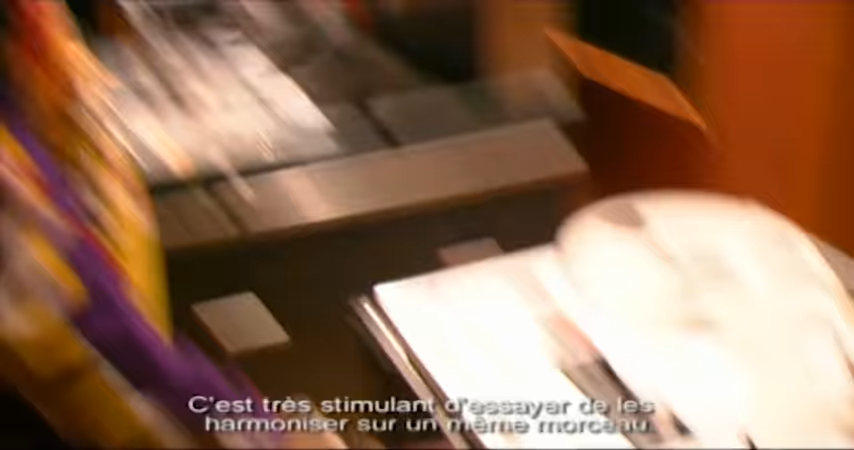 C'est très stimulant d'essayer de les
harmoniser sur un même morceau.